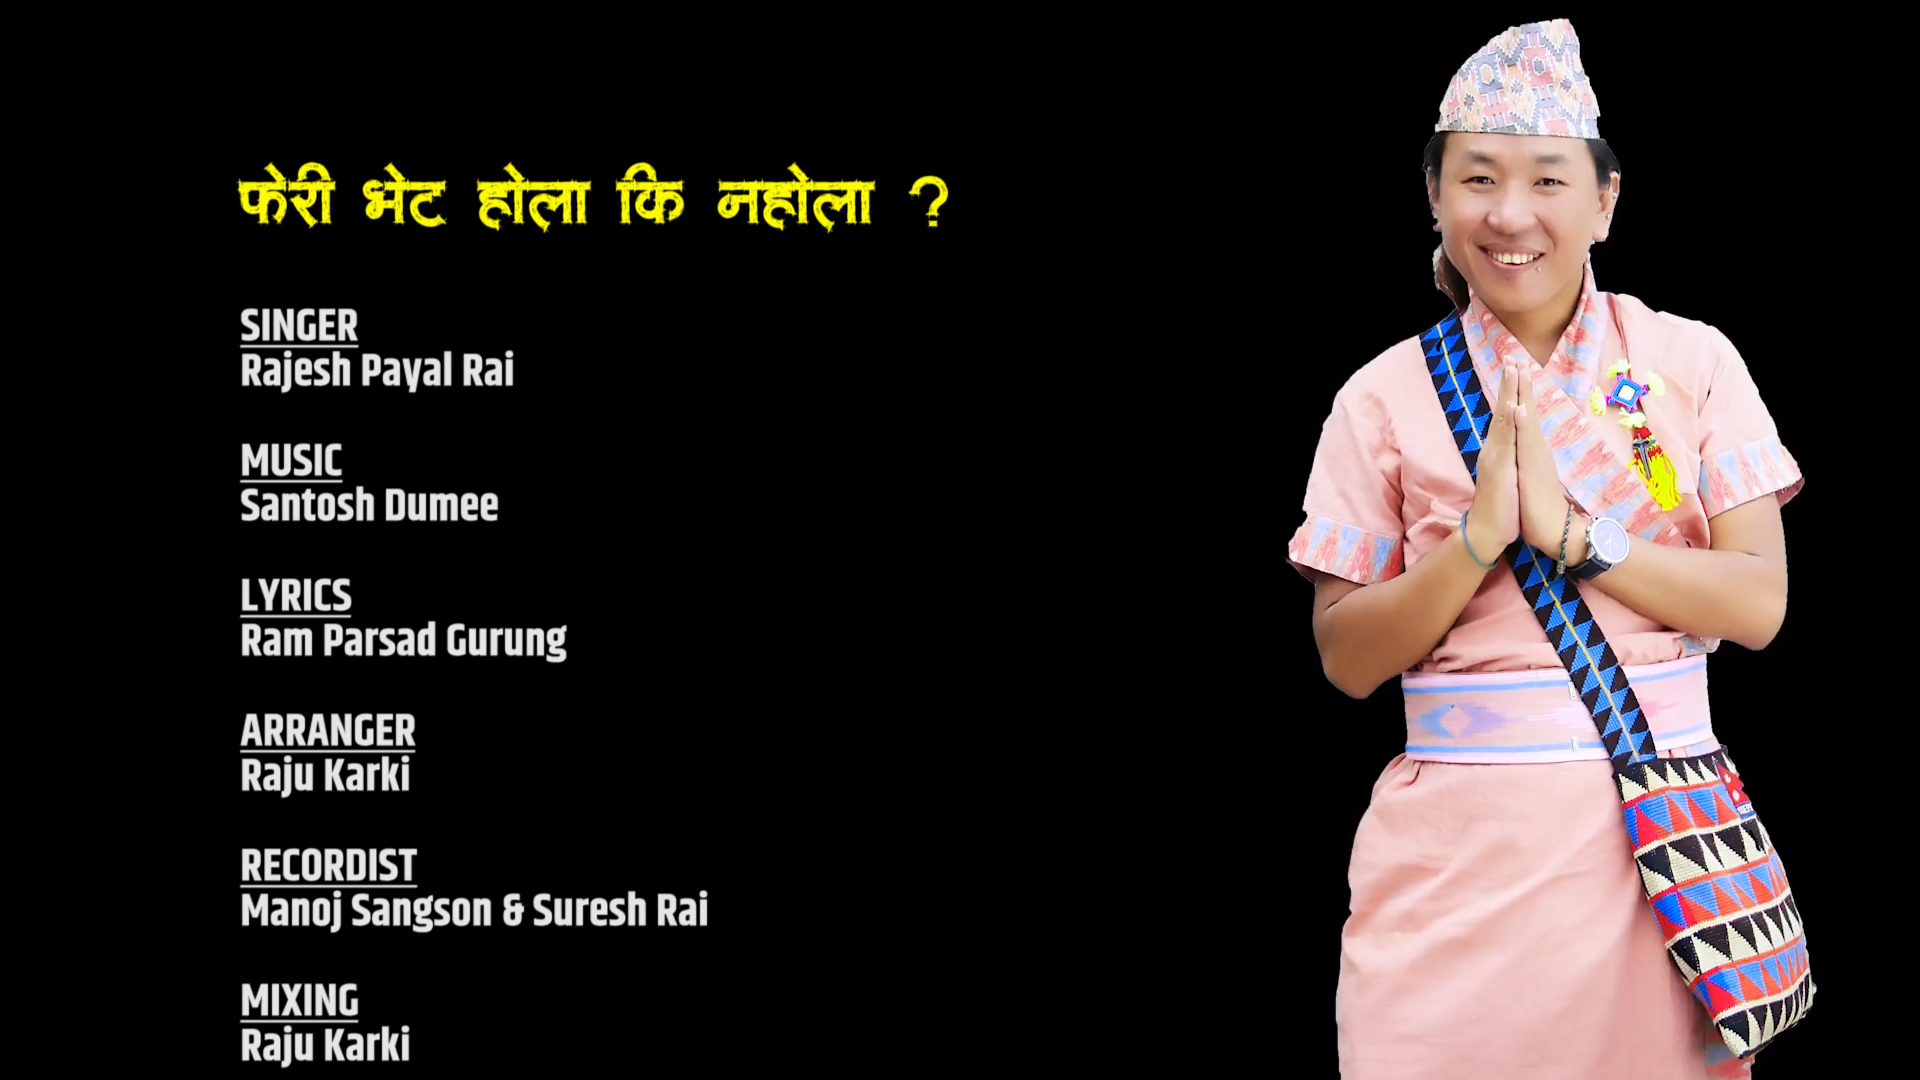 फेरी भेट होला कि नहोला ?
SINGER
Rajesh Payal Rai
MUSIC
Santosh Dumee
LYRICS
Ram Parsad Gurung
ARRANGER
Raju Karki
RECORDIST
Manoj Sangson & Suresh Rai
MIXING
Raju Karki